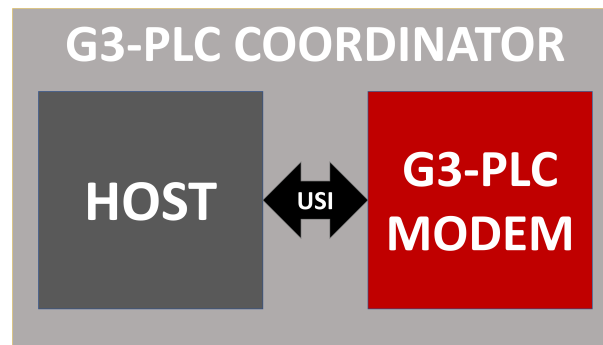 G3-PLC COORDINATOR
HOST
USI
G3-PLC
MODEM